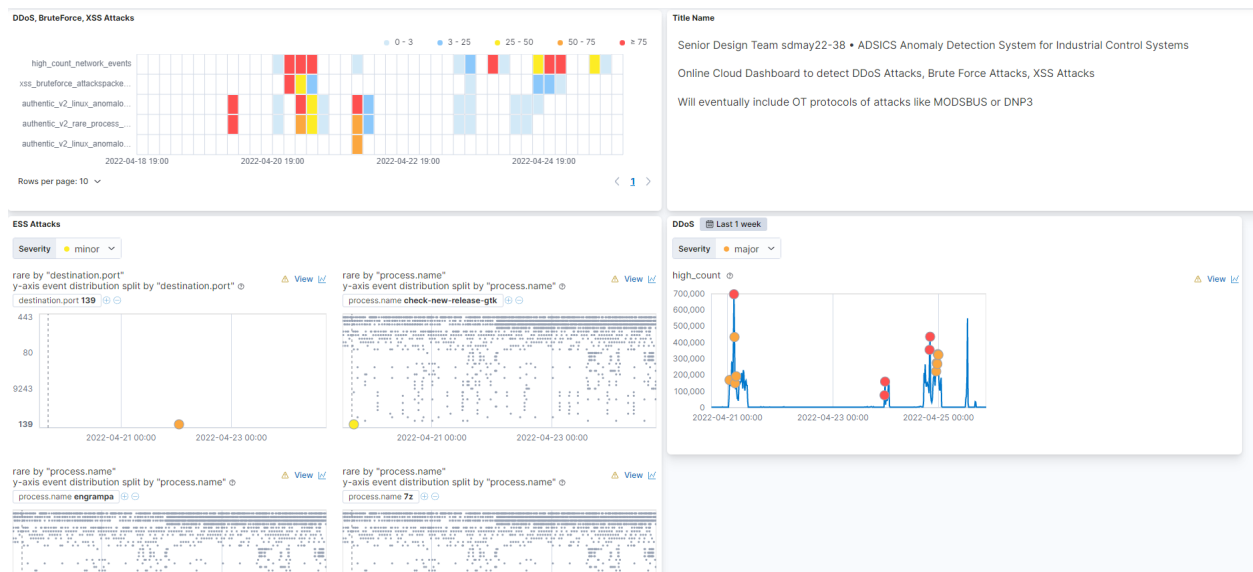 DDoS, BruteForce, XSS Attacks
0 - 3 3 - 25 25 - 50 50 - 75 ≥ 75
high_count_network_events
xss_bruteforce_attackspacke...
authentic_v2_linux_anomalo...
authentic_v2_rare_process_...
authentic_v2_linux_anomalo...
2022-04-18 19:00 2022-04-20 19:00 2022-04-22 19:00 2022-04-24 19:00
Rows per page: 10
1
Title Name
Senior Design Team sdmay22-38 • ADSICS Anomaly Detection System for Industrial Control Systems
Online Cloud Dashboard to detect DDoS Attacks, Brute Force Attacks, XSS Attacks
Will eventually include OT protocols of attacks like MODSBUS or DNP3
ESS Attacks
Severity minor
rare by "destination.port"
y-axis event distribution split by "destination.port"
View
destination.port 139
443
80
9243
139
2022-04-21 00:00 2022-04-23 00:00
rare by "process.name"
y-axis event distribution split by "process.name"
View
process.name check-new-release-gtk
2022-04-21 00:00 2022-04-23 00:00
rare by "process.name"
y-axis event distribution split by "process.name"
View
process.name engrampa
rare by "process.name"
y-axis event distribution split by "process.name"
View
process.name 7z
DDoS Last 1 week
Severity major
high_count
View
700,000
600,000
500,000
400,000
300,000
200,000
100,000
0
2022-04-21 00:00 2022-04-23 00:00 2022-04-25 00:00